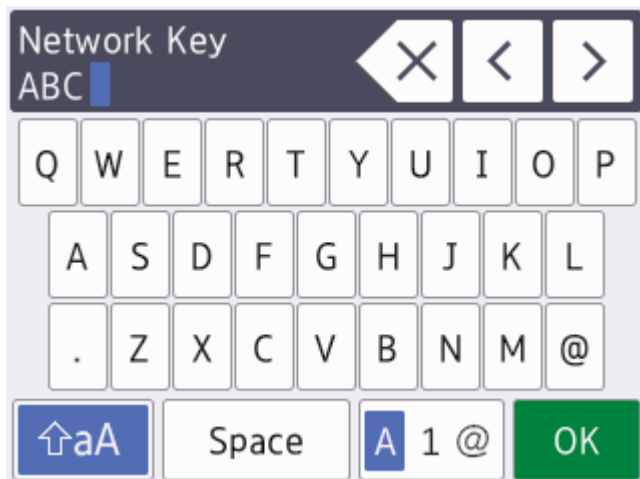 Network Key
ABC
Q W E R T Y U I O P
A S D F G H J K L
. Z X C V B N M @
aA Space A 1 @ OK